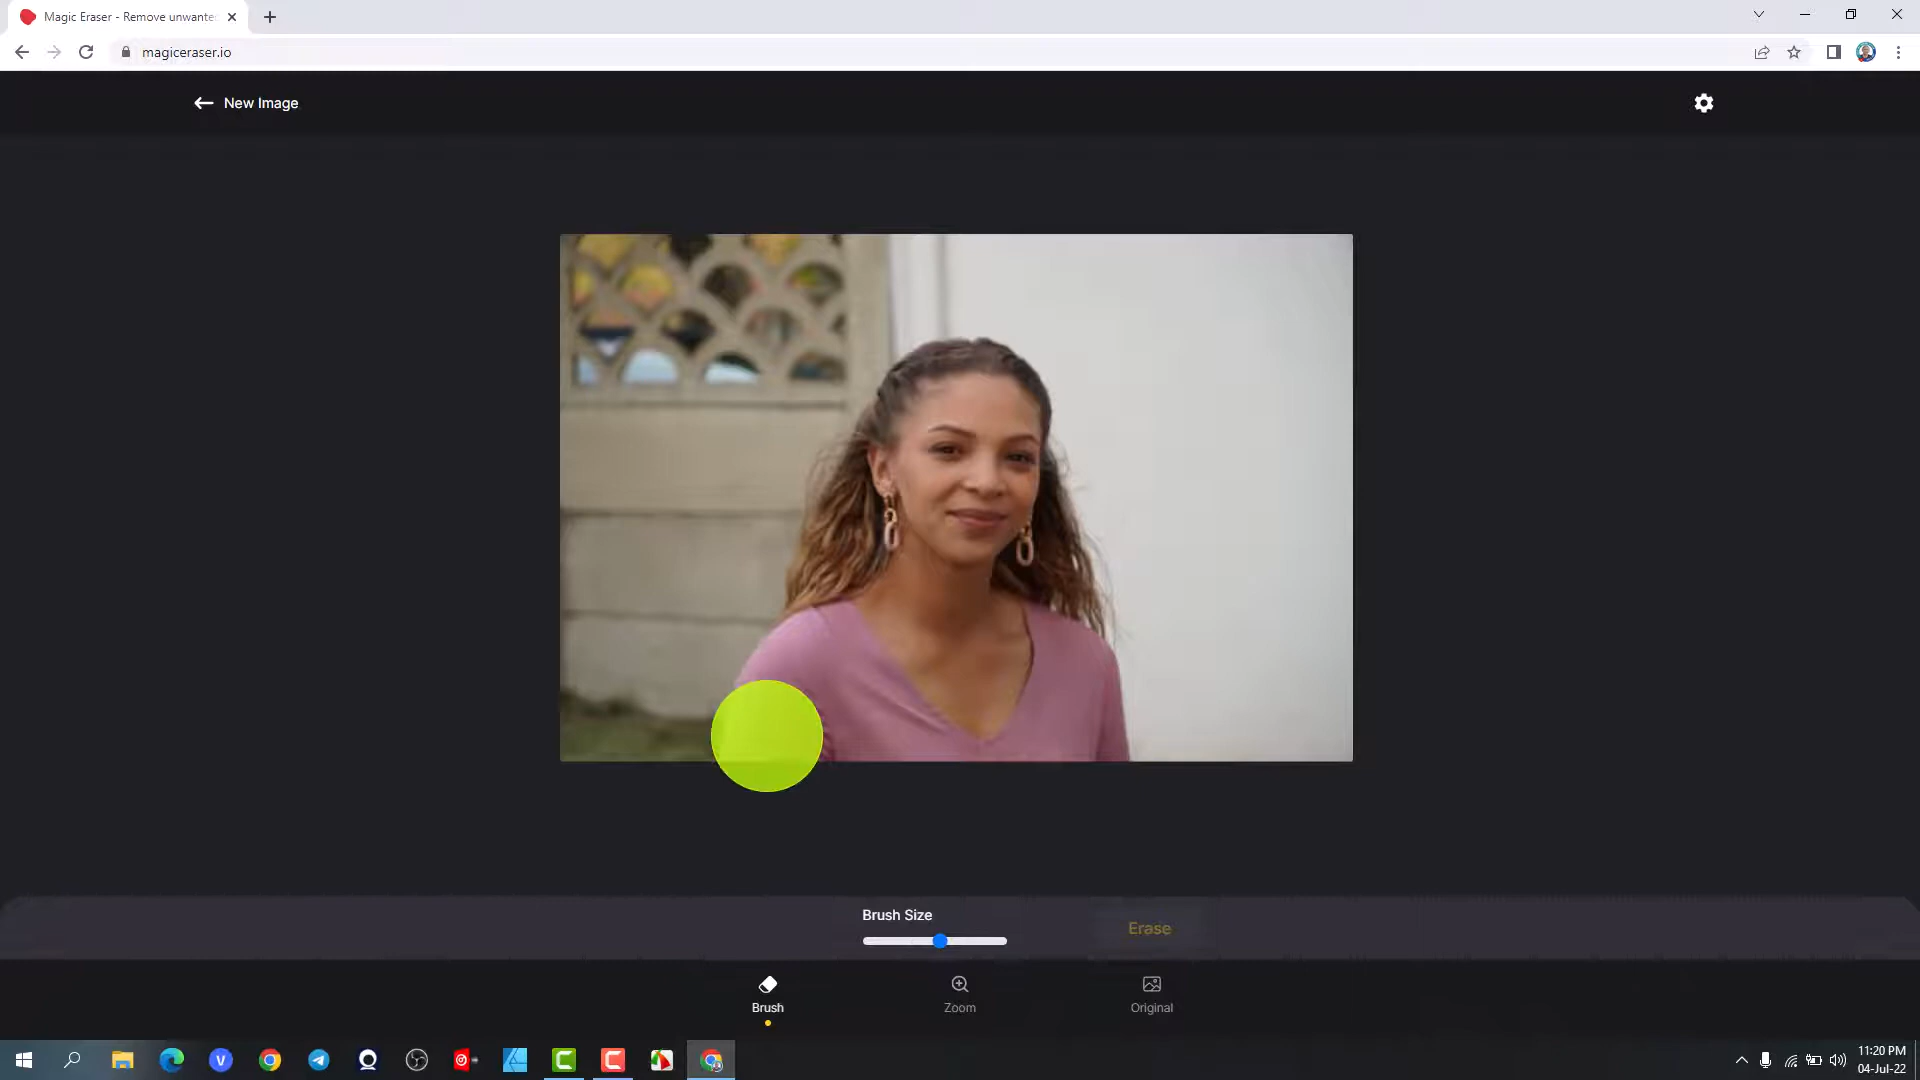 Magic Eraser - Remove unwante
magiceraser.io
New Image
Brush Size
Erase
Brush
Zoom
Original
11:20 PM
04-Jul-22